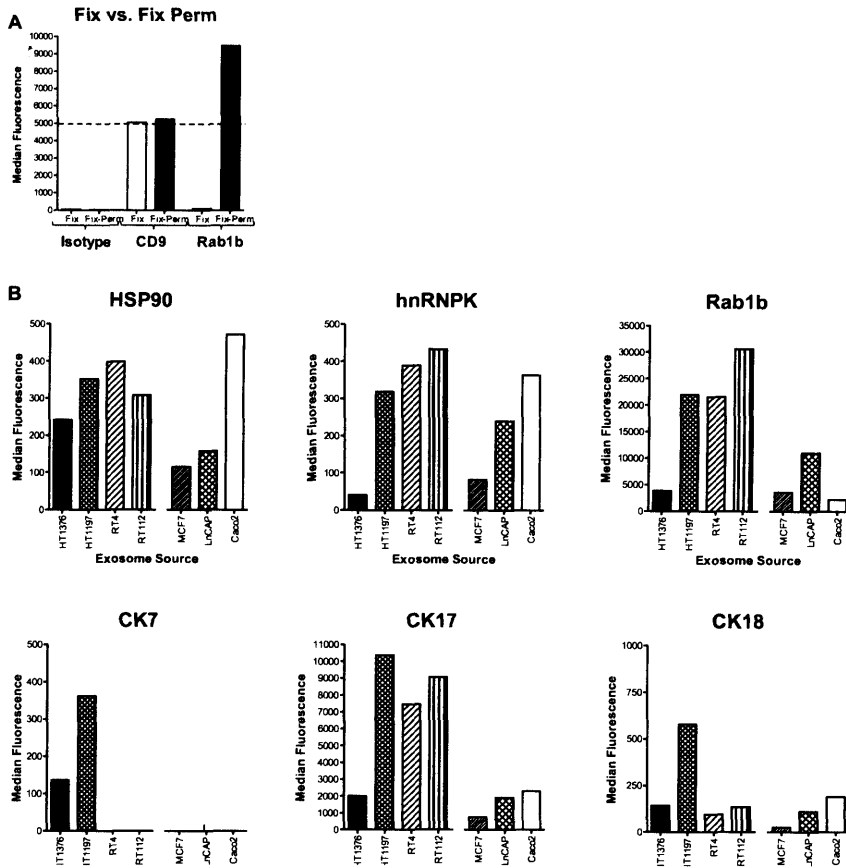 A
Fix vs. Fix Perm
Median Fluorescence
10000
9000
8000
7000
6000
5000
4000
3000
2000
1000
0
Fix Fix-Perm Fix Fix-Perm Fix Fix-Perm
Isotype CD9 Rab1b
B
HSP90
Median Fluorescence
500
400
300
200
100
0
HT1376 HT1197 RT4 RT112 MCF7 LnCAP Caco2
Exosome Source
hnRNPK
Median Fluorescence
500
400
300
200
100
0
HT1376 HT1197 RT4 RT112 MCF7 LnCAP Caco2
Exosome Source
Rab1b
Median Fluorescence
35000
30000
25000
20000
15000
10000
5000
0
HT1376 HT1197 RT4 RT112 MCF7 LnCAP Caco2
Exosome Source
CK7
Median Fluorescence
500
400
300
200
100
0
HT1376 HT1197 RT4 RT112 MCF7 LnCAP Caco2
CK17
Median Fluorescence
11000
10000
9000
8000
7000
6000
5000
4000
3000
2000
1000
0
HT1376 HT1197 RT4 RT112 MCF7 LnCAP Caco2
CK18
Median Fluorescence
1000
750
500
250
0
HT1376 HT1197 RT4 RT112 MCF7 LnCAP Caco2